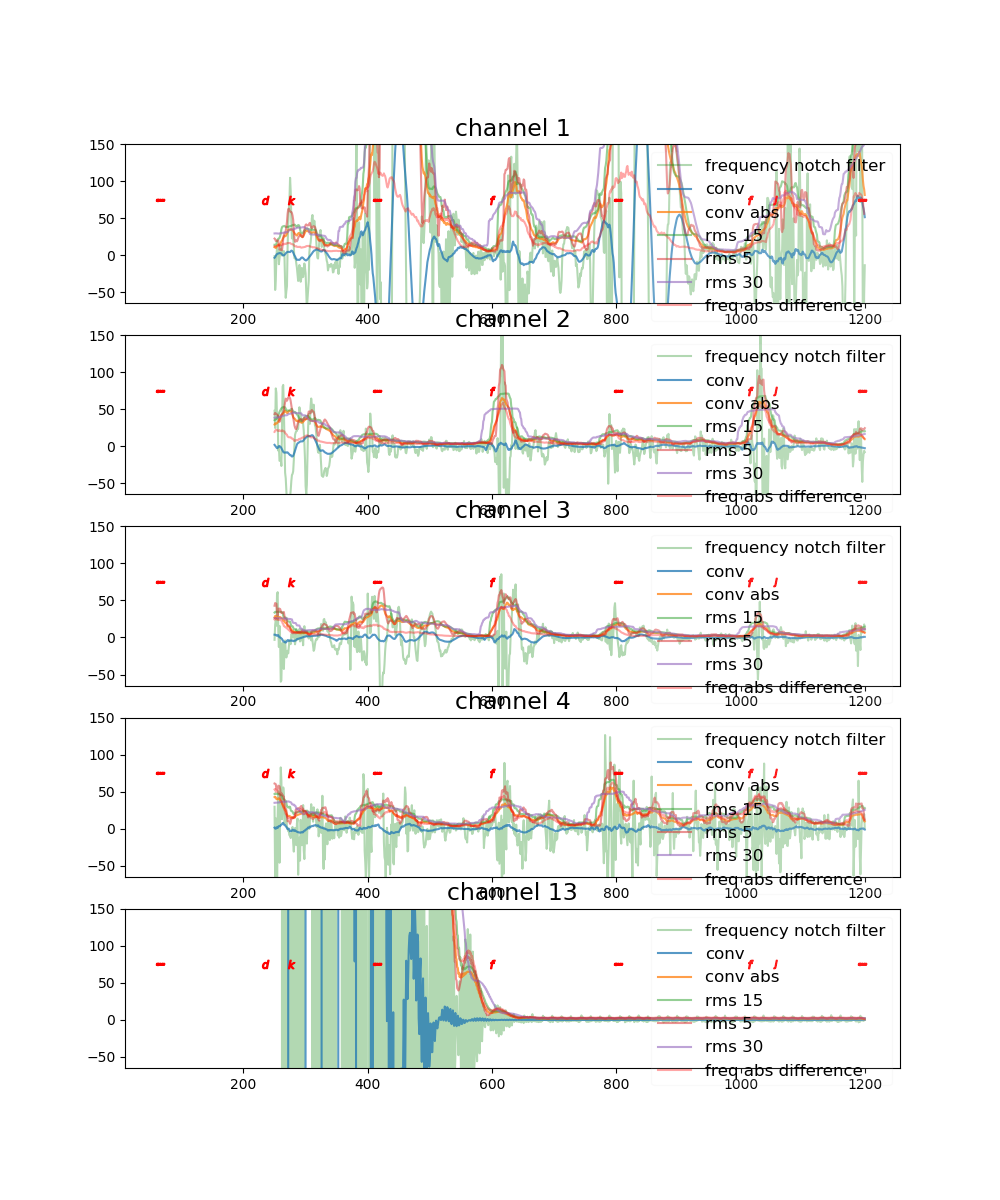 channel 1
150
100
50
0
−50
d k f J
frequency notch filter
conv
conv abs
rms 15
rms 5
rms 30
freq abs difference
200 400 600 800 1000 1200
channel 2
150
100
50
0
−50
d k f J
frequency notch filter
conv
conv abs
rms 15
rms 5
rms 30
freq abs difference
200 400 600 800 1000 1200
channel 3
150
100
50
0
−50
d k f J
frequency notch filter
conv
conv abs
rms 15
rms 5
rms 30
freq abs difference
200 400 600 800 1000 1200
channel 4
150
100
50
0
−50
d k f J
frequency notch filter
conv
conv abs
rms 15
rms 5
rms 30
freq abs difference
200 400 600 800 1000 1200
channel 13
150
100
50
0
−50
d k f J
frequency notch filter
conv
conv abs
rms 15
rms 5
rms 30
freq abs difference
200 400 600 800 1000 1200